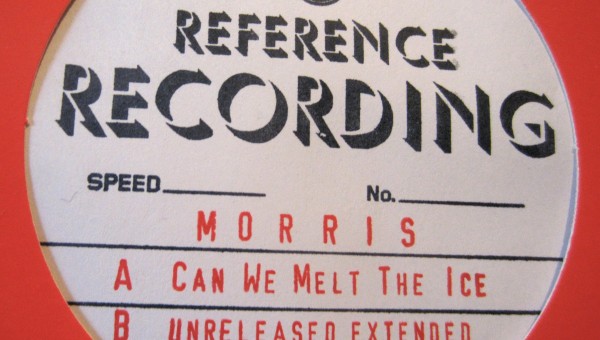 REFERENCE
RECORDING
SPEED No.
MORRIS
A CAN WE MELT THE ICE
B UNRELEASED EXTENDED